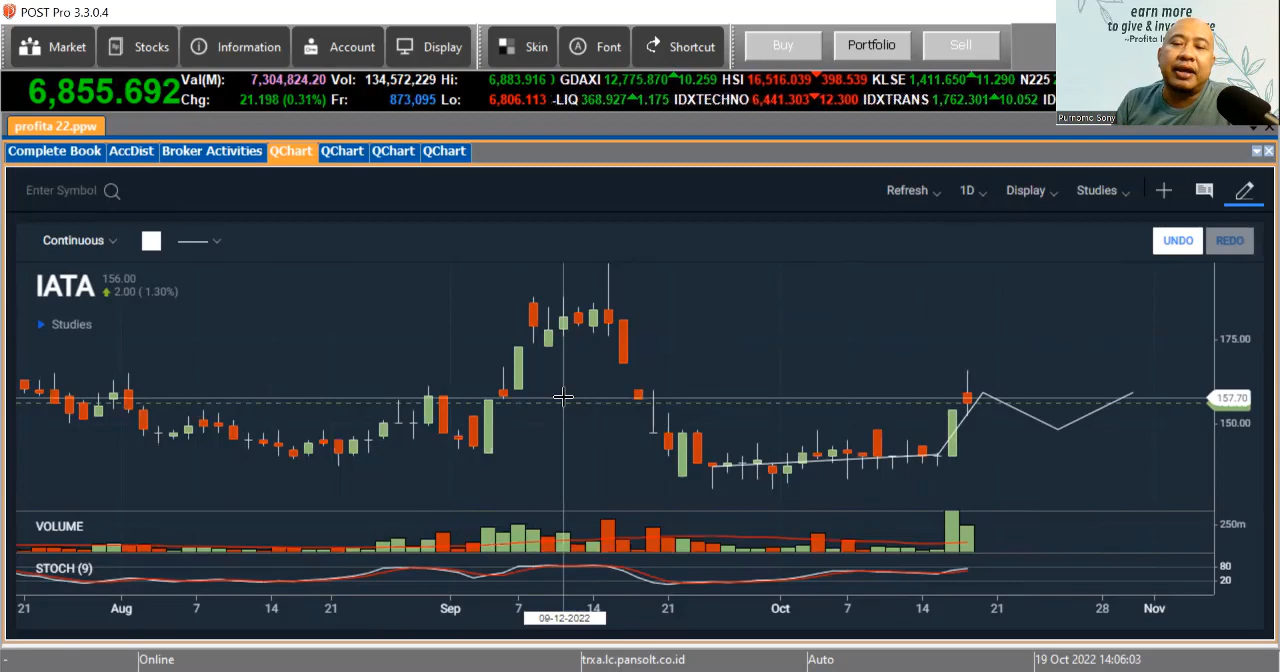 POST Pro 3.3.0.4
Market Stocks Information Account Display Skin Font Shortcut Buy Portfolio Sell
6,855.692 Val(M): 7,304,824.20 Vol: 134,572,229 Hi: 6,883.916 ) GDAXI 12,775.870 10.259 HSI 16,516.039 398.539 KLSE 1,411.650 11.290 N225
Chg: 21.198 (0.31%) Fr: 873,095 Lo: 6,806.113 -LIQ 368.927 1.175 IDXTECHNO 6,441.303 12.300 IDXTRANS 1,762.301 10.052 ID
earn more
to give & inv
~Profita
Purnomo Sony
profita 22.ppw
Complete Book AccDist Broker Activities QChart QChart QChart QChart
Enter Symbol Refresh 1D Display Studies
Continuous UNDO REDO
IATA 156.00
2.00 ( 1.30%)
Studies
175.00
157.70
150.00
VOLUME
250m
STOCH (9)
80
20
21 Aug 7 14 21 Sep 7 14 21 Oct 7 14 21 28 Nov
09-12-2022
- Online trxa.lc.pansolt.co.id Auto 19 Oct 2022 14:06:03